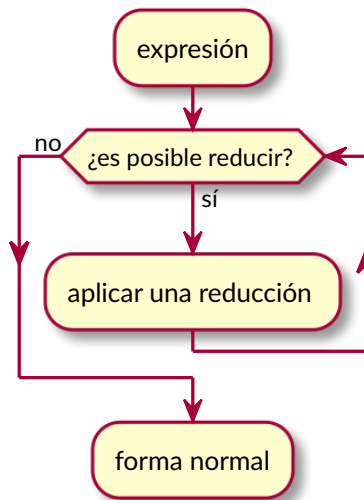 expresión
no
¿es posible reducir?
sí
aplicar una reducción
forma normal